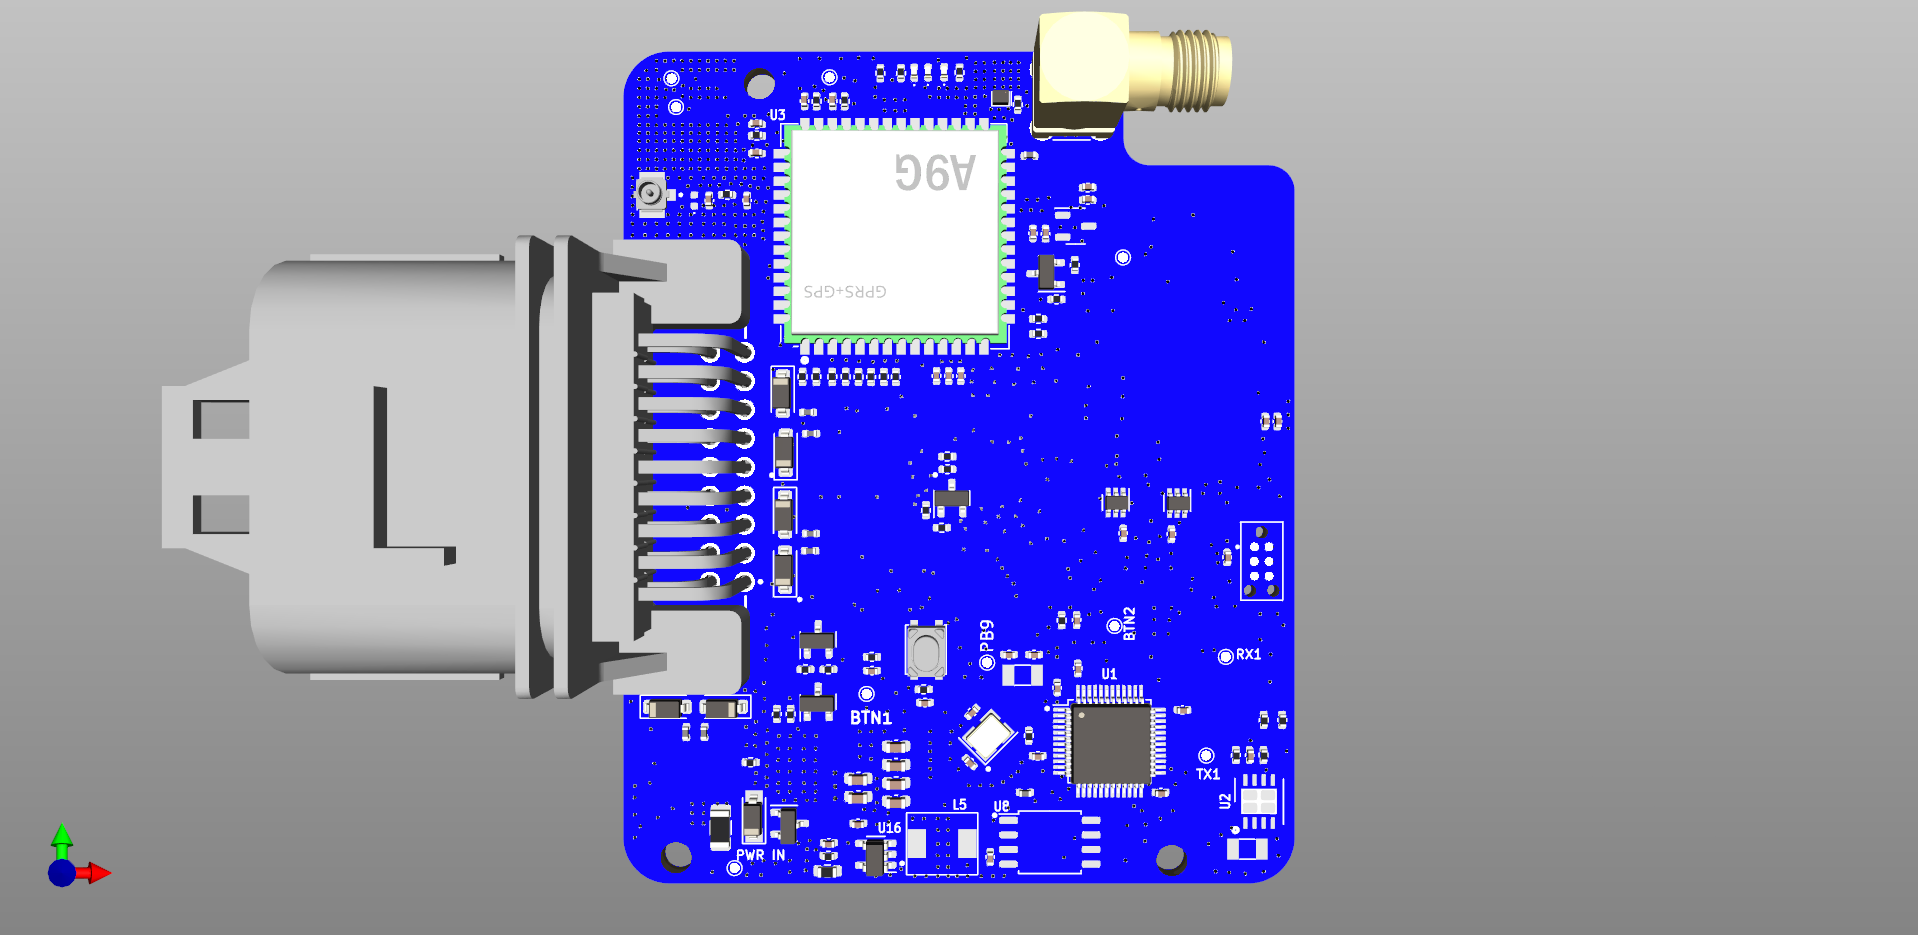 U3
A9G
GPRS+GPS
PB9
BTN2
RX1
U1
BTN1
TX1
U2
L5
U8
U16
PWR IN